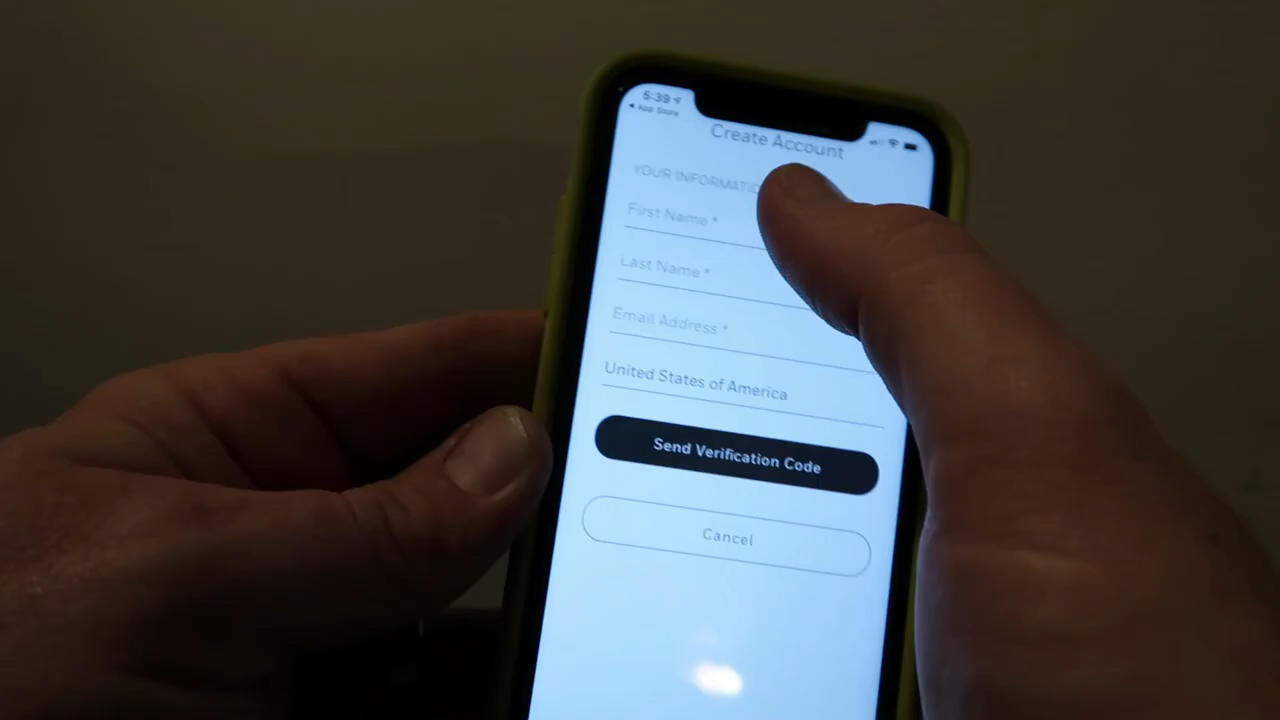 5:39
App Store
Create Account
YOUR INFORMATIO
First Name *
Last Name *
Email Address *
United States of America
Send Verification Code
Cancel